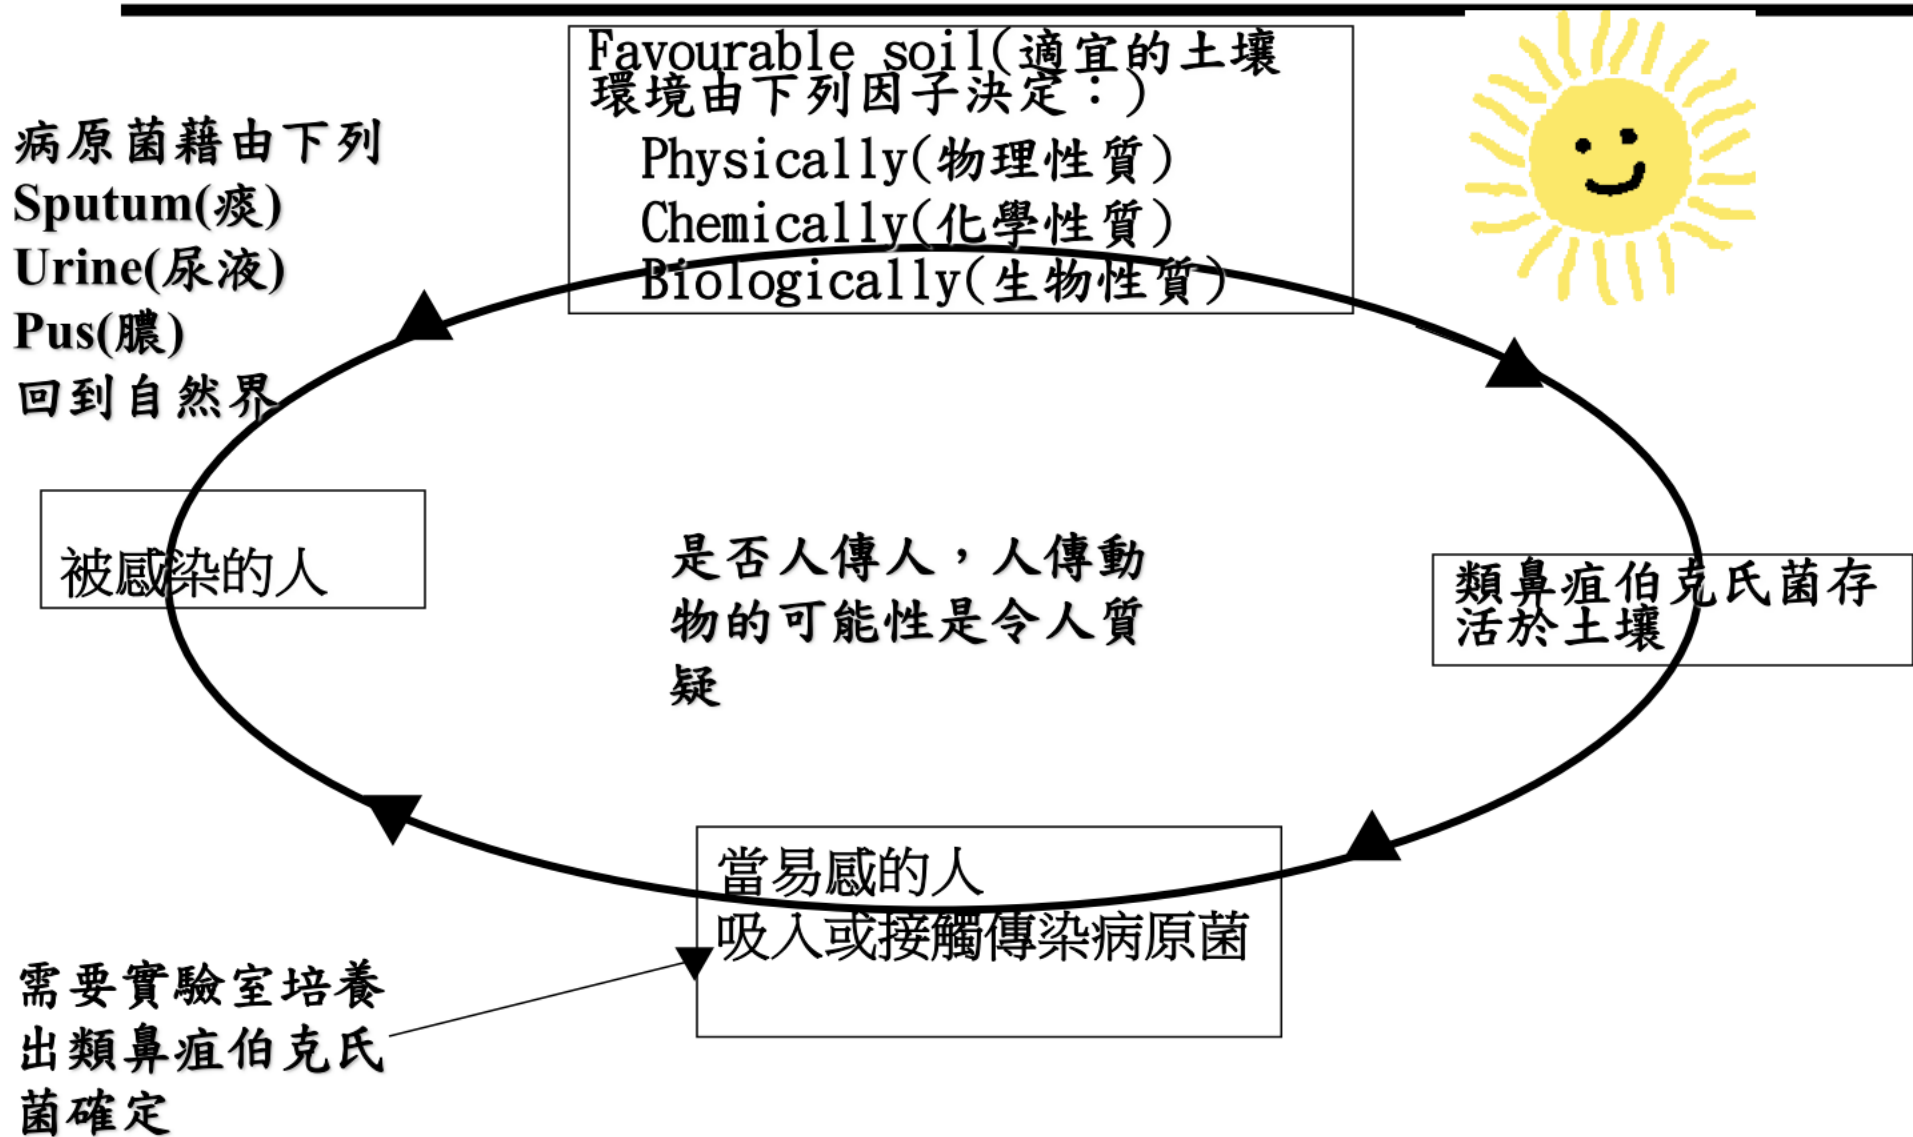 Favourable soil(適宜的土壤
環境由下列因子決定：)
Physically(物理性質)
Chemically(化學性質)
Biologically(生物性質)
病原菌藉由下列
Sputum(痰)
Urine(尿液)
Pus(膿)
回到自然界
被感染的人
是否人傳人，人傳動
物的可能性是令人質
疑
類鼻疽伯克氏菌存
活於土壤
當易感的人
吸入或接觸傳染病原菌
需要實驗室培養
出類鼻疽伯克氏
菌確定